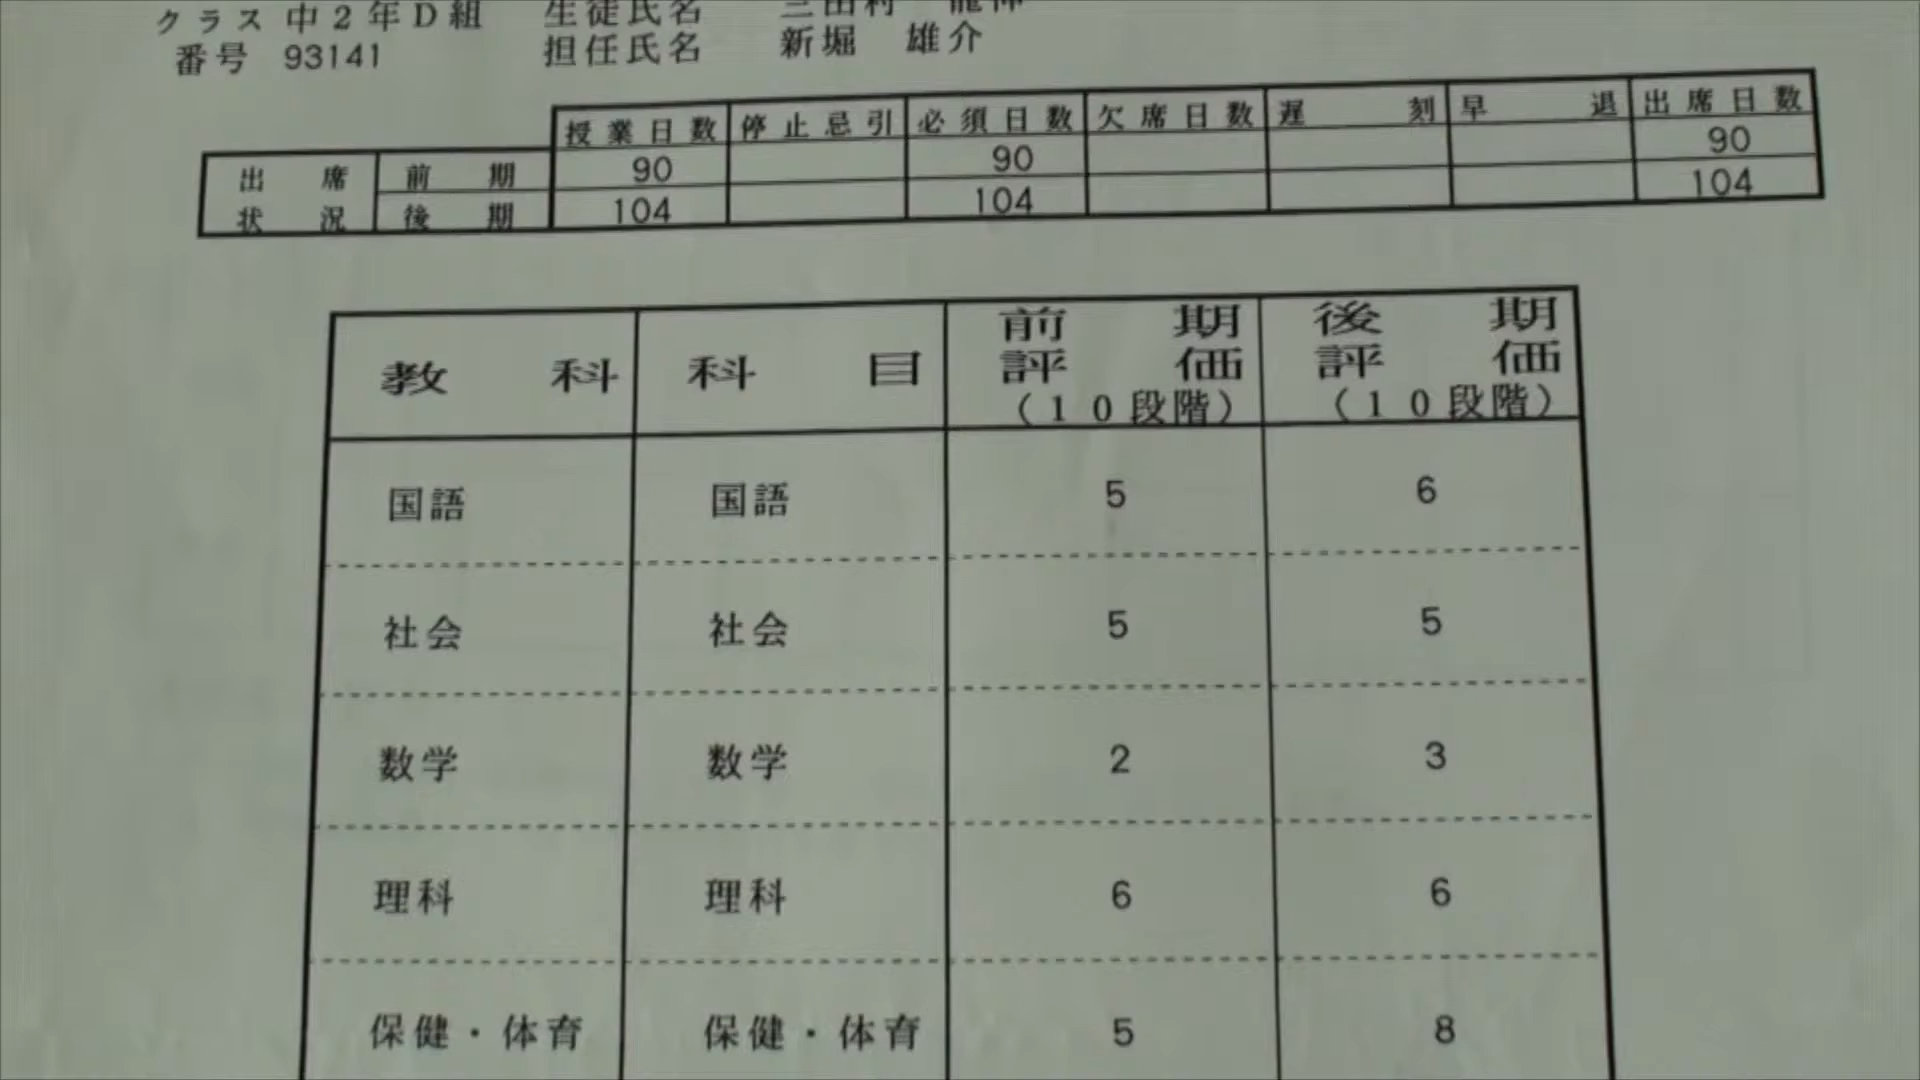 クラス 中2年D組 生徒氏名 三田村
番号 93141 担任氏名 新堀 雄介
授業日数 停止忌引 必須日数 欠席日数 遅刻 早退 出席日数
出席 前期 90 90 90
状況 後期 104 104 104
教科 科目 前期 後期
評価 評価
(10段階) (10段階)
国語 国語 5 6
社会 社会 5 5
数学 数学 2 3
理科 理科 6 6
保健・体育 保健・体育 5 8